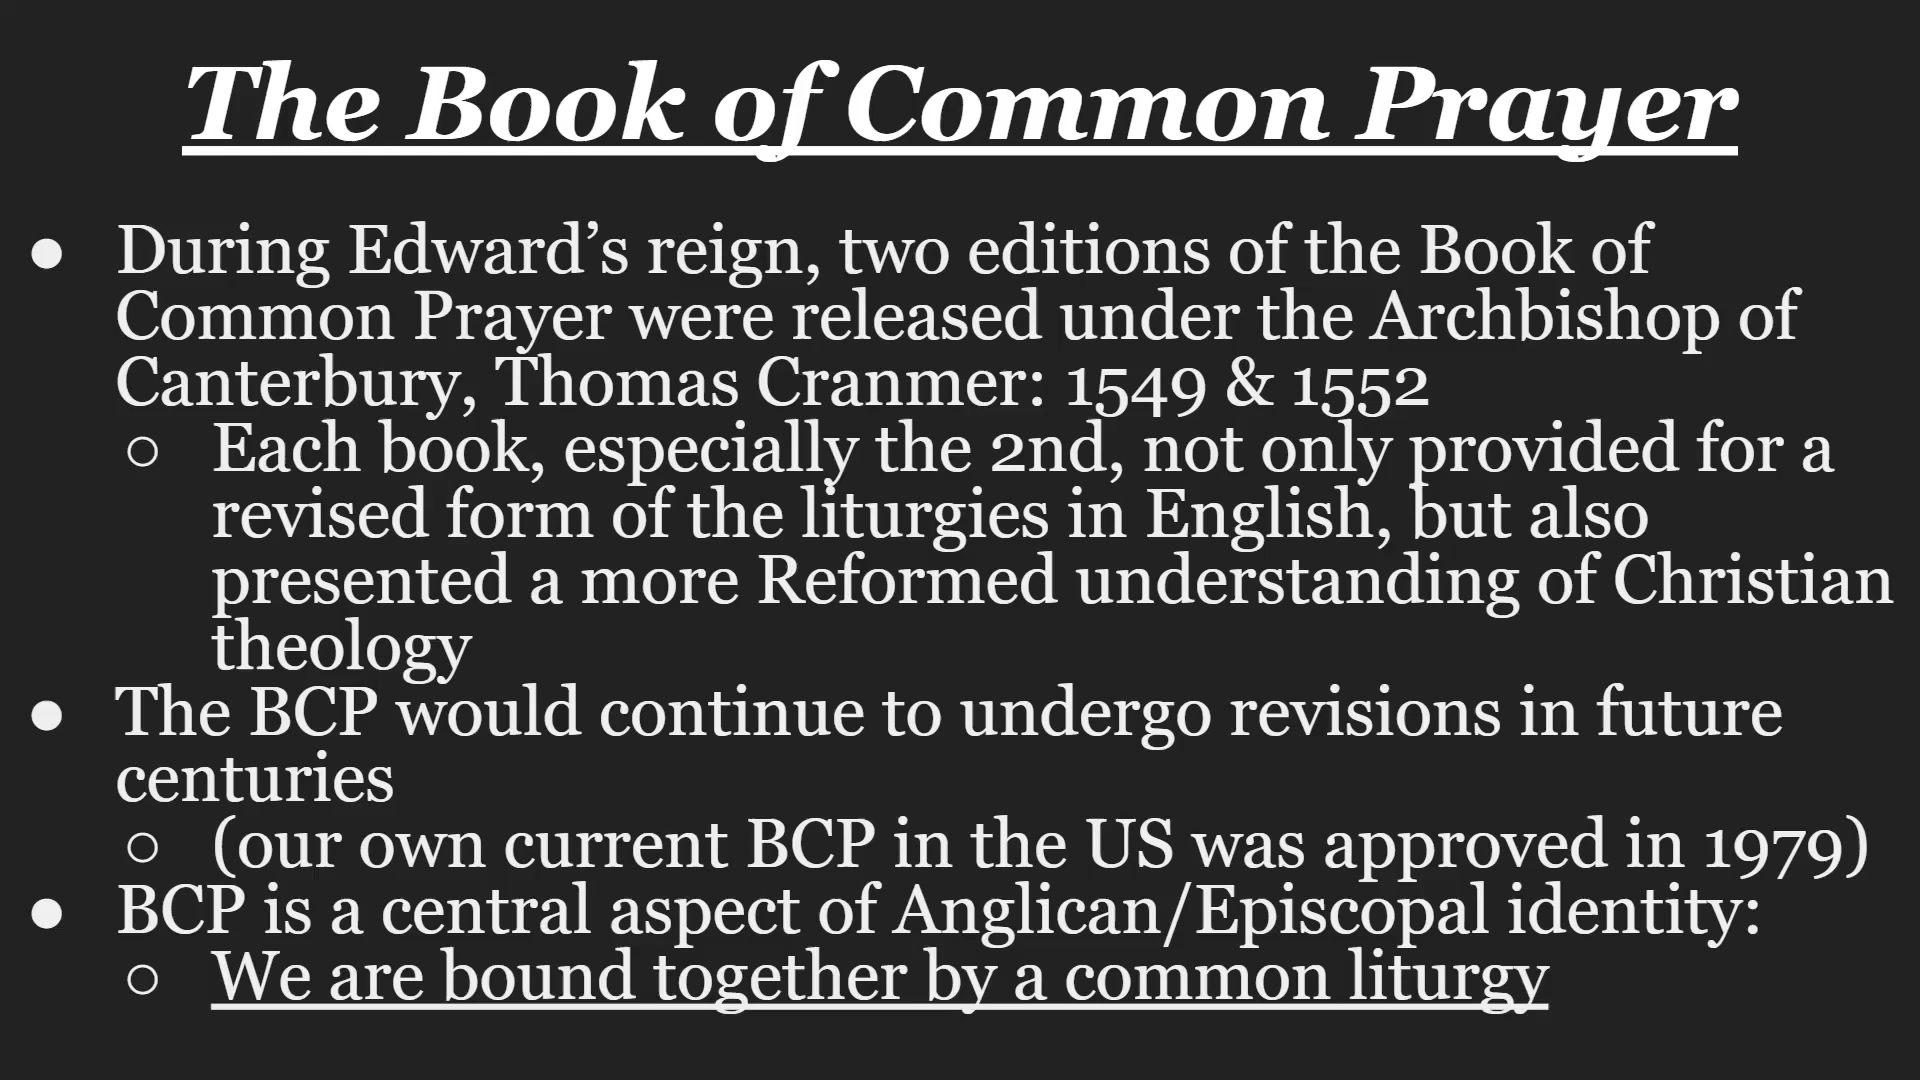 The Book of Common Prayer
● During Edward’s reign, two editions of the Book of
Common Prayer were released under the Archbishop of
Canterbury, Thomas Cranmer: 1549 & 1552
○ Each book, especially the 2nd, not only provided for a
revised form of the liturgies in English, but also
presented a more Reformed understanding of Christian
theology
● The BCP would continue to undergo revisions in future
centuries
○ (our own current BCP in the US was approved in 1979)
● BCP is a central aspect of Anglican/Episcopal identity:
○ We are bound together by a common liturgy